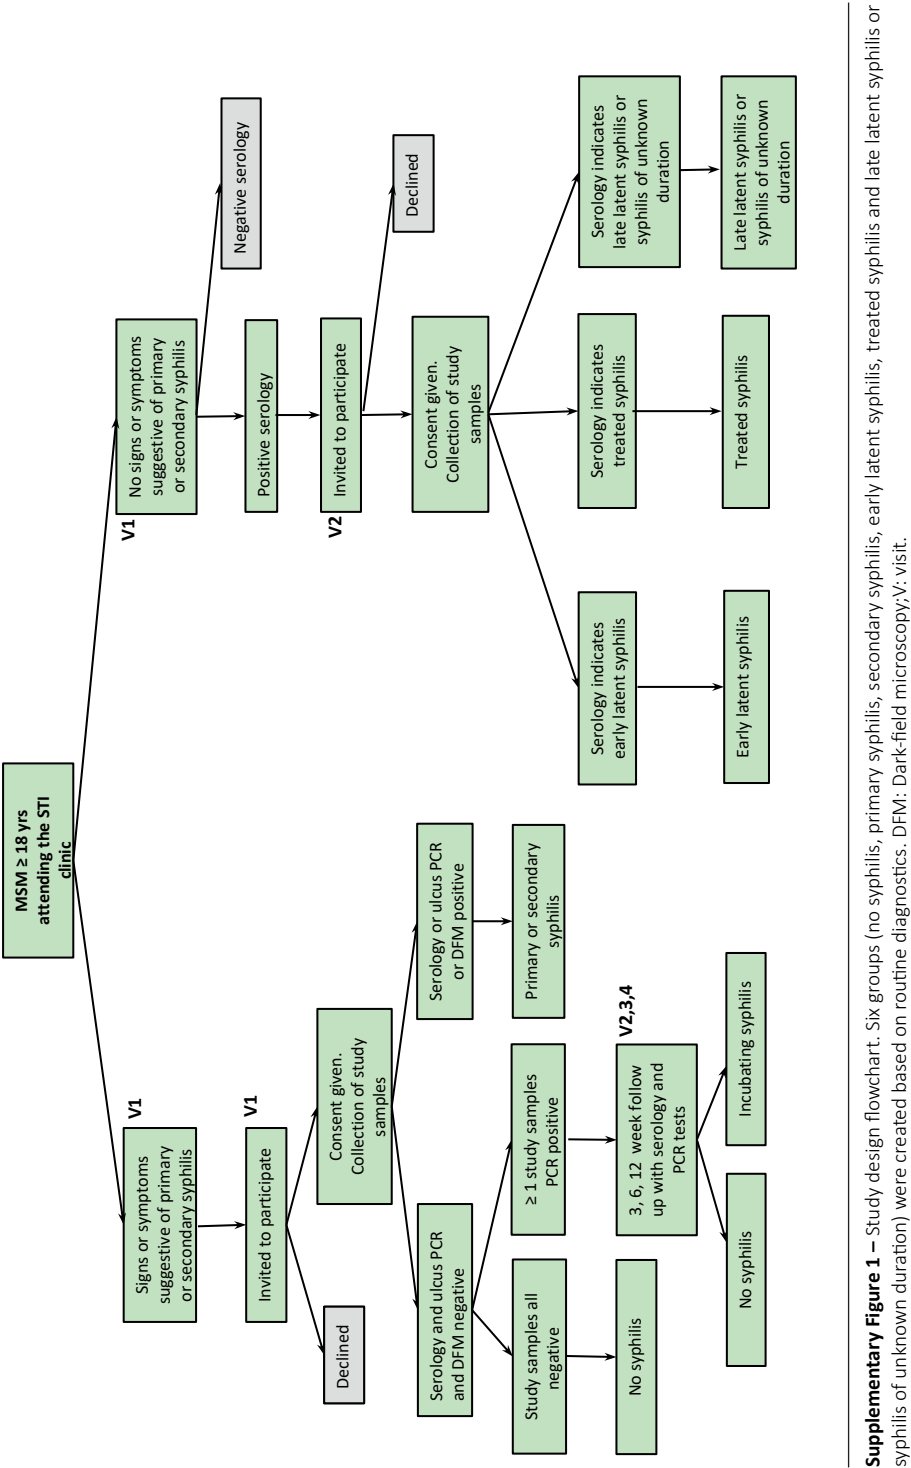 MSM ≥ 18 yrs
attending the STI
clinic
V1
Signs or symptoms
suggestive of primary
or secondary syphilis
V1
Invited to participate
Declined
Consent given.
Collection of study
samples
Serology and ulcus PCR
and DFM negative
Serology or ulcus PCR
or DFM positive
Study samples all
negative
≥ 1 study samples
PCR positive
Primary or secondary
syphilis
No syphilis
V2,3,4
3, 6, 12 week follow
up with serology and
PCR tests
No syphilis
Incubating syphilis
V1
No signs or symptoms
suggestive of primary
or secondary syphilis
Negative serology
Positive serology
V2
Invited to participate
Declined
Consent given.
Collection of study
samples
Serology indicates
early latent syphilis
Serology indicates
treated syphilis
Serology indicates
late latent syphilis or
syphilis of unknown
duration
Early latent syphilis
Treated syphilis
Late latent syphilis or
syphilis of unknown
duration
Supplementary Figure 1 – Study design flowchart. Six groups (no syphilis, primary syphilis, secondary syphilis, early latent syphilis, treated syphilis and late latent syphilis or
syphilis of unknown duration) were created based on routine diagnostics. DFM: Dark-field microscopy;V: visit.